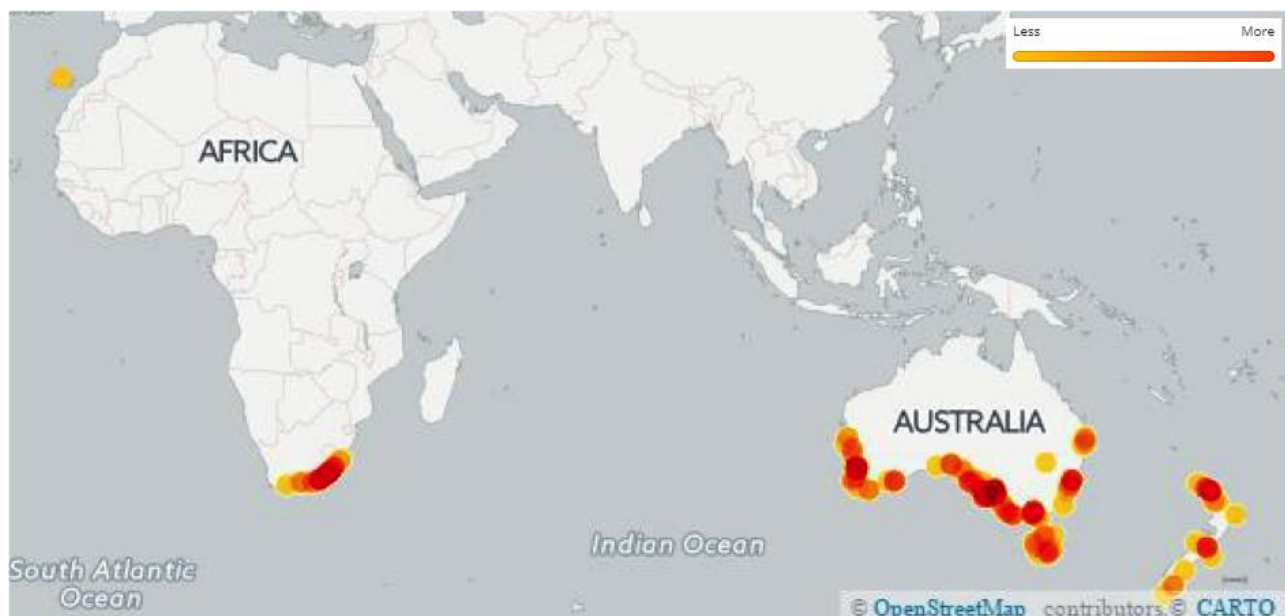 Less More
AFRICA
AUSTRALIA
Indian Ocean
South Atlantic
Ocean
© OpenStreetMap contributors, © CARTO